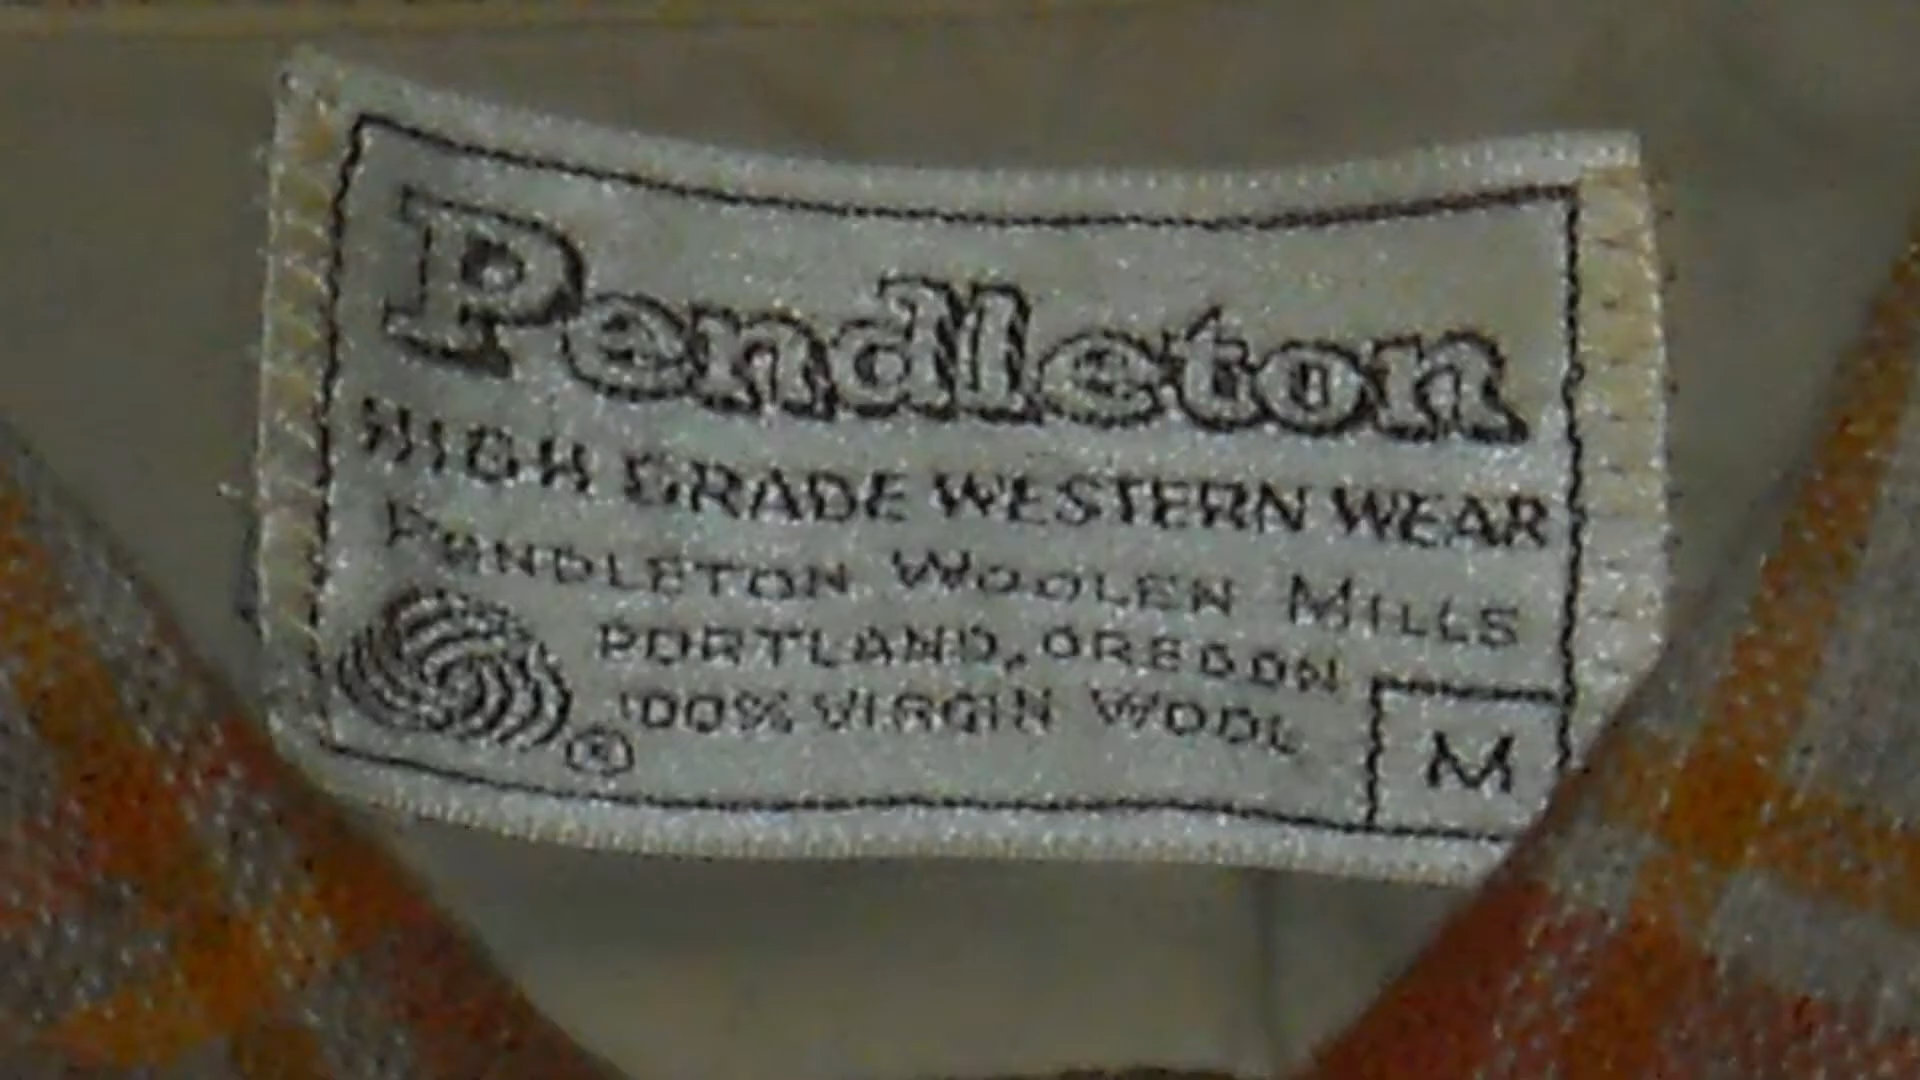 Pendleton
HIGH GRADE WESTERN WEAR
PENDLETON WOOLEN MILLS
PORTLAND, OREGON
100% VIRGIN WOOL
®
M